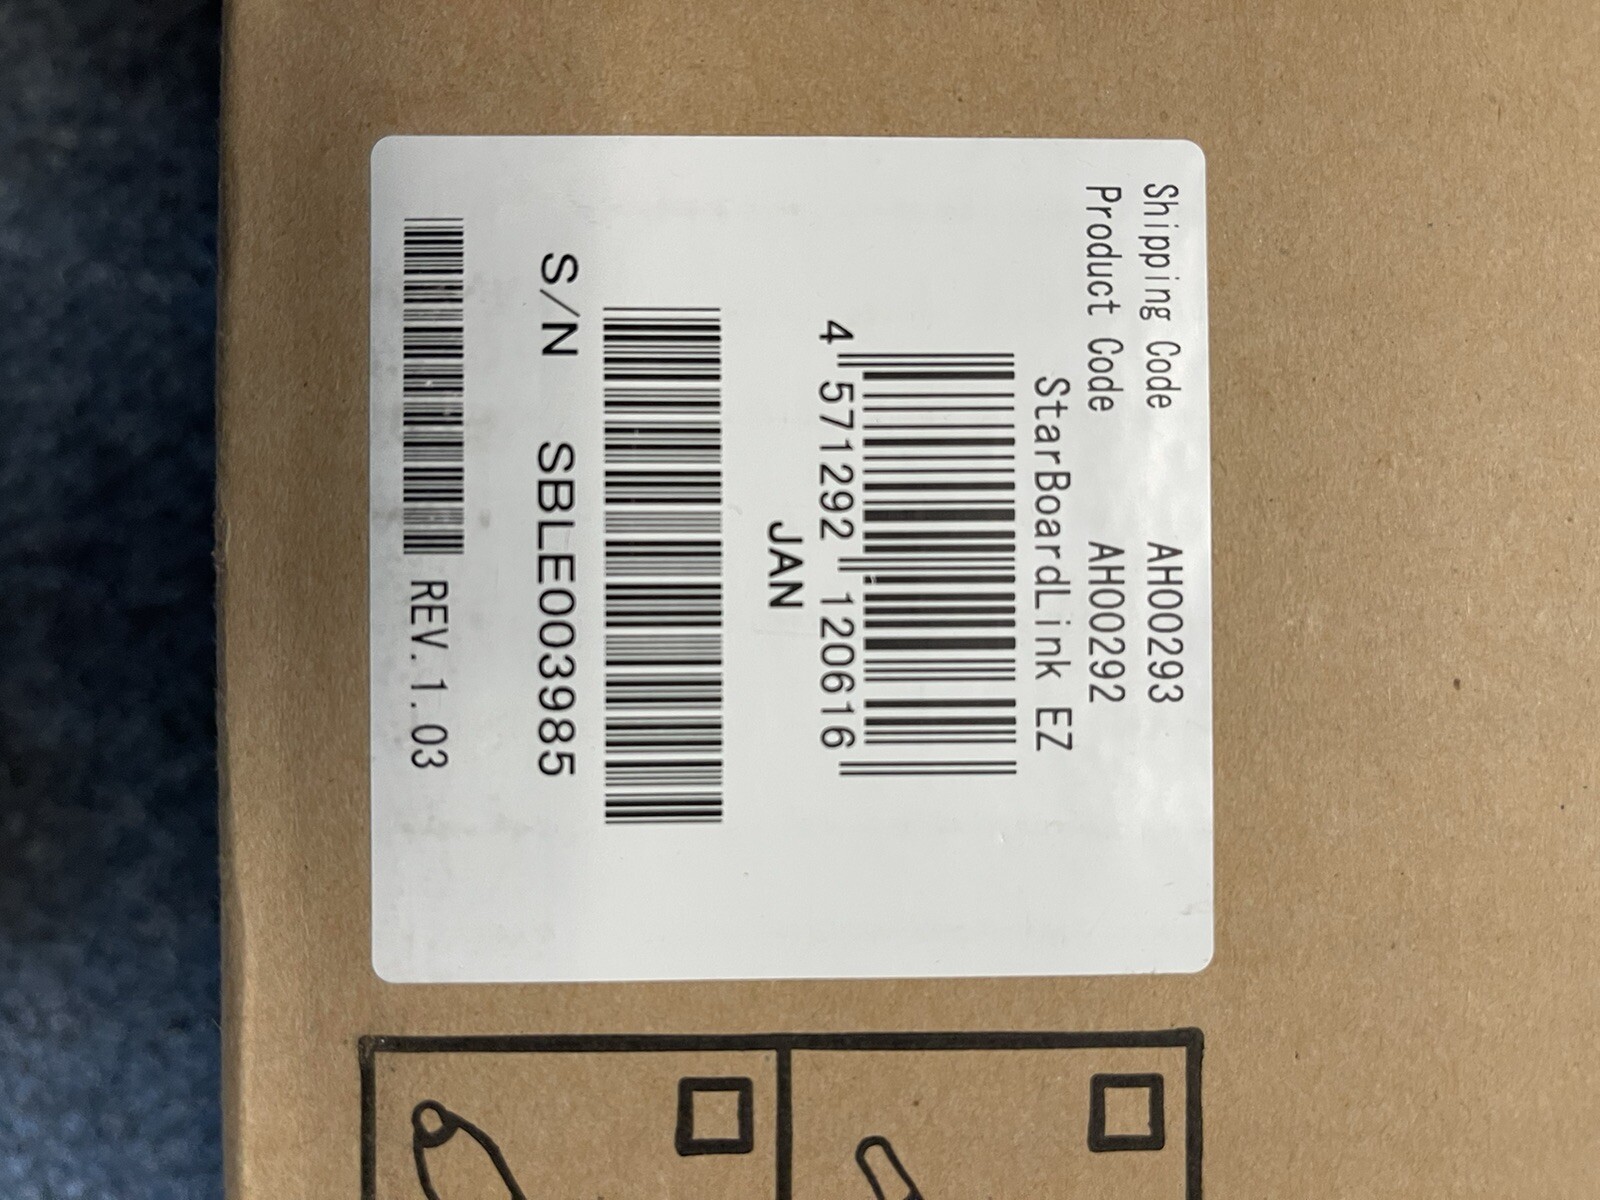 Shipping Code AH00293
Product Code AH00292
StarBoardLink EZ
4 571292 120616
JAN
S/N SBLE003985
REV.1.03